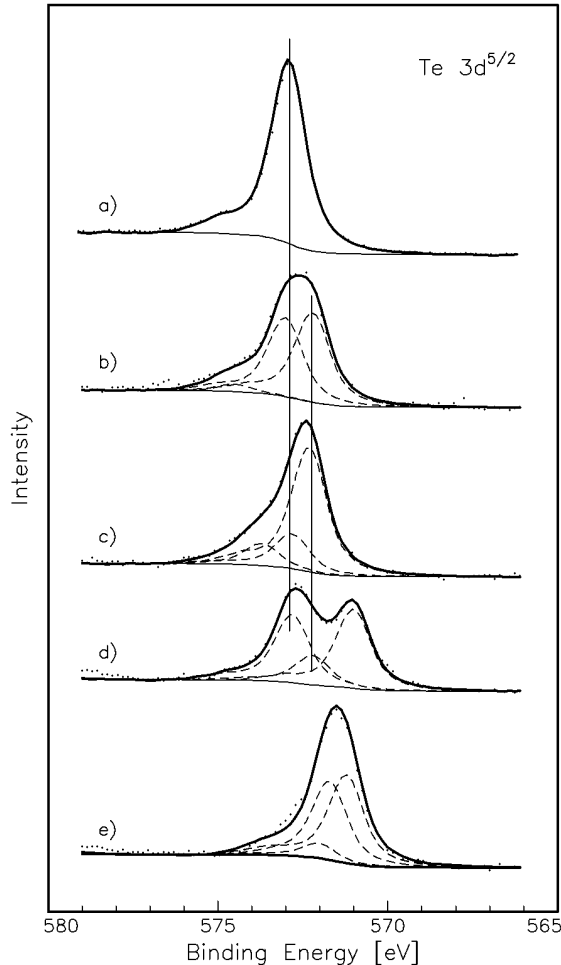 Te 3d5/2
a)
b)
c)
d)
e)
Intensity
580 575 570 565
Binding Energy [eV]